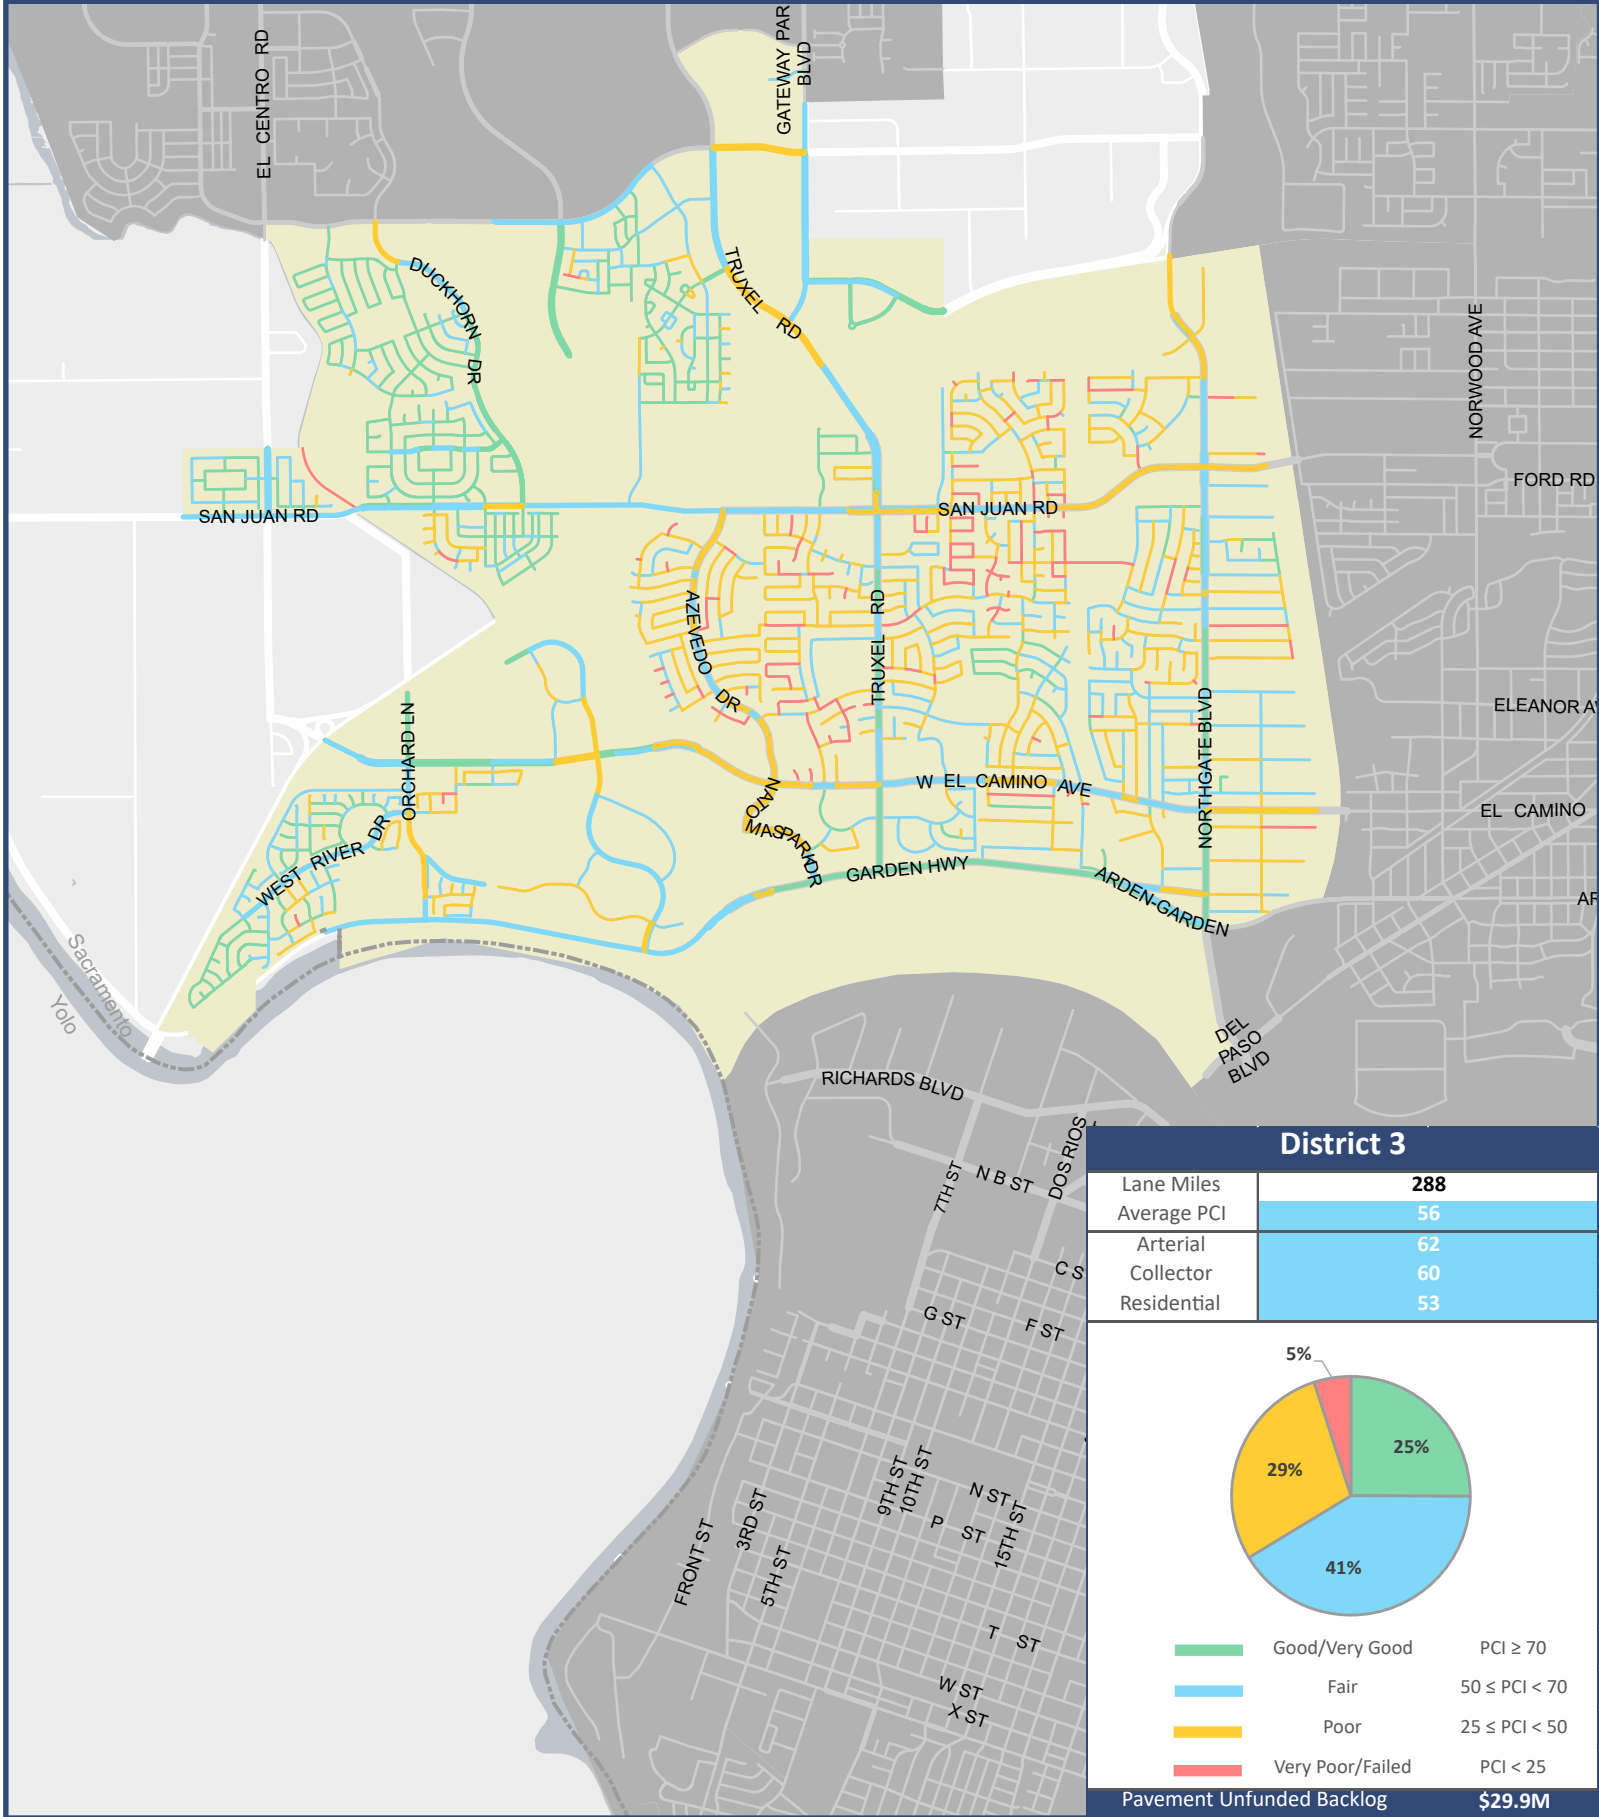 EL CENTRO RD
GATEWAY PAR
BLVD
DUCKHORN DR
TRUXEL RD
NORWOOD AVE
FORD RD
SAN JUAN RD
SAN JUAN RD
AZEVEDO DR
TRUXEL RD
ORCHARD LN
NORTHGATE BLVD
ELEANOR AV
W EL CAMINO AVE
EL CAMINO
NATOMAS PARK DR
WEST RIVER DR
GARDEN HWY
ARDEN-GARDEN
AR
Sacramento
Yolo
DEL
PASO
BLVD
RICHARDS BLVD
DOS RIOS
7TH ST
N B ST
C S
G ST
F ST
9TH ST
10TH ST
N ST
P ST
15TH ST
3RD ST
5TH ST
FRONT ST
T ST
W ST
X ST
District 3
Lane Miles 288
Average PCI 56
Arterial 62
Collector 60
Residential 53
5%
25%
29%
41%
Good/Very Good PCI ≥ 70
Fair 50 ≤ PCI < 70
Poor 25 ≤ PCI < 50
Very Poor/Failed PCI < 25
Pavement Unfunded Backlog $29.9M